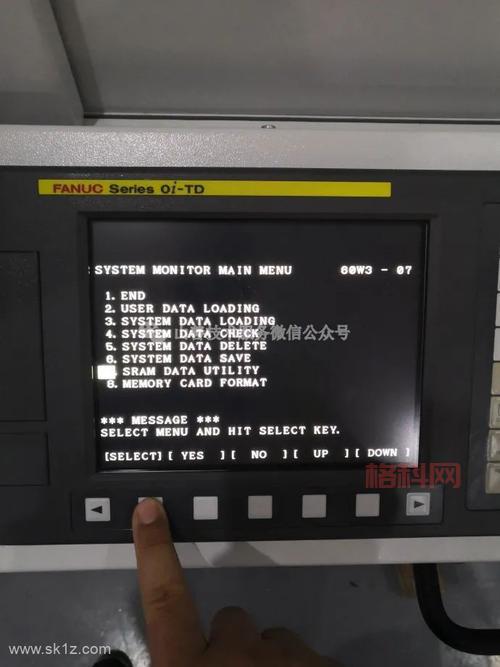 FANUC Series 0i-TD
SYSTEM MONITOR MAIN MENU 60W3 - 07
1. END
2. USER DATA LOADING
3. SYSTEM DATA LOADING
4. SYSTEM DATA CHECK
5. SYSTEM DATA DELETE
6. SYSTEM DATA SAVE
SRAM DATA UTILITY
8. MEMORY CARD FORMAT
微信公众号
*** MESSAGE ***
SELECT MENU AND HIT SELECT KEY.
[SELECT] [ YES ] [ NO ] [ UP ] [ DOWN ]
格科网
www.sk1z.com